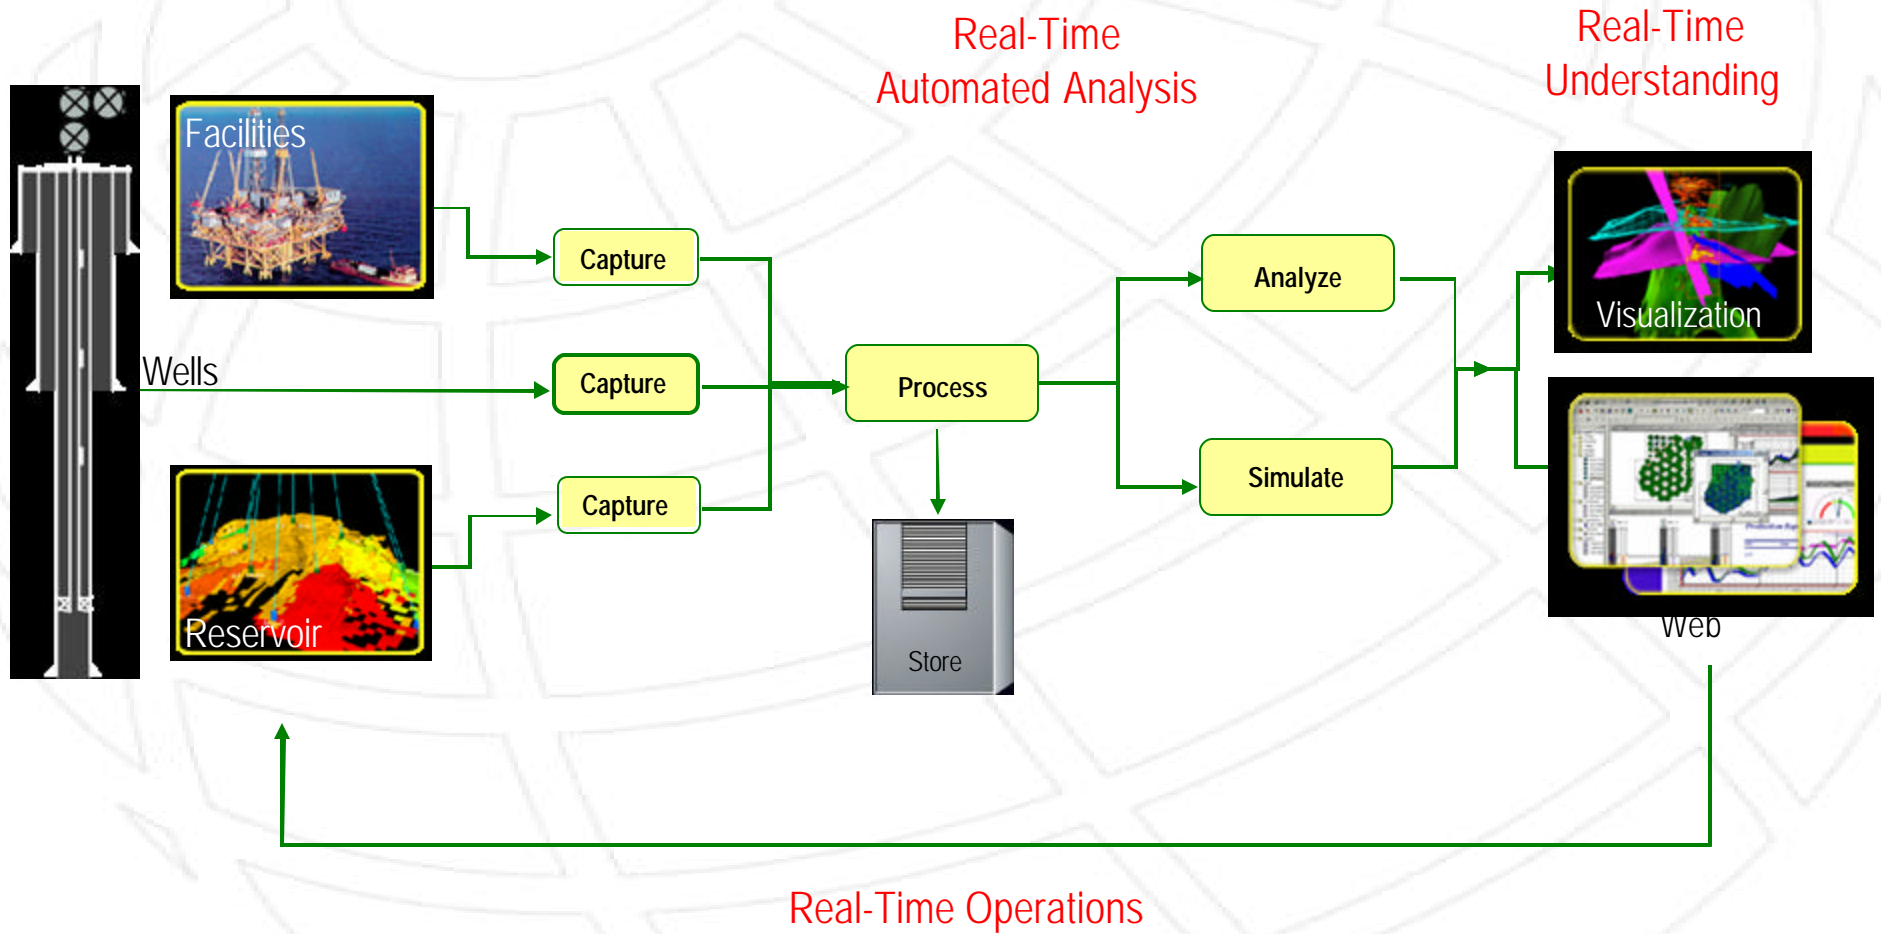 Real-Time
Automated Analysis
Real-Time
Understanding
Facilities
Capture
Analyze
Visualization
Wells
Capture
Process
Capture
Simulate
Reservoir
Store
Web
Real-Time Operations